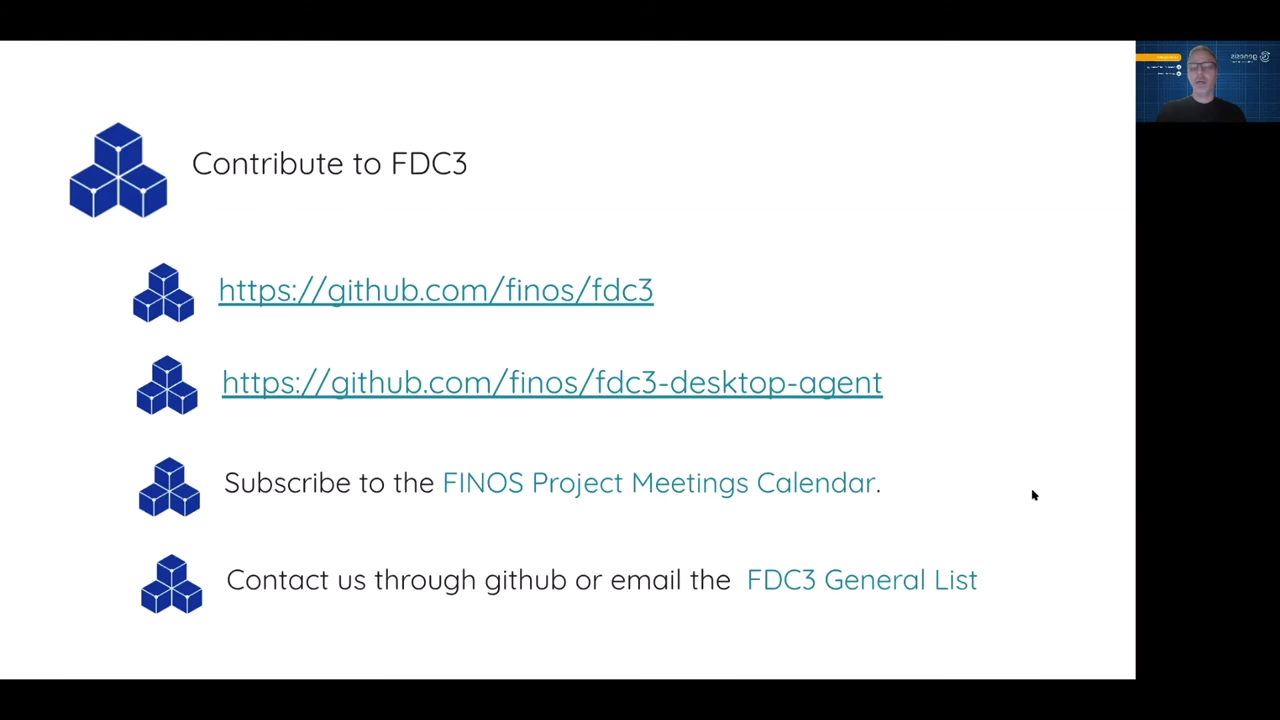 Contribute to FDC3
https://github.com/finos/fdc3
https://github.com/finos/fdc3-desktop-agent
Subscribe to the FINOS Project Meetings Calendar.
Contact us through github or email the FDC3 General List
genesis